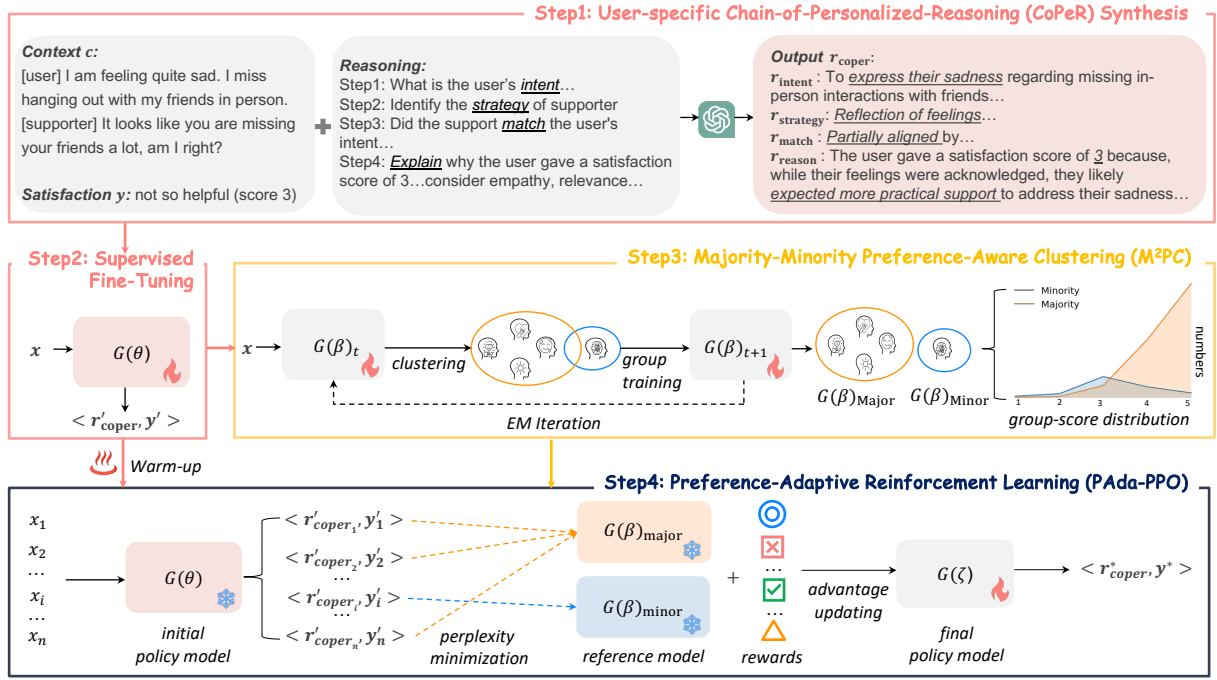 Step1: User-specific Chain-of-Personalized-Reasoning (CoPeR) Synthesis
Context c:
[user] I am feeling quite sad. I miss
hanging out with my friends in person.
[supporter] It looks like you are missing
your friends a lot, am I right?
Satisfaction y: not so helpful (score 3)
+
Reasoning:
Step1: What is the user's intent…
Step2: Identify the strategy of supporter
Step3: Did the support match the user's
intent…
Step4: Explain why the user gave a satisfaction
score of 3…consider empathy, relevance…
Output r_coper:
r_intent : To express their sadness regarding missing in-
person interactions with friends…
r_strategy: Reflection of feelings…
r_match : Partially aligned by…
r_reason : The user gave a satisfaction score of 3 because,
while their feelings were acknowledged, they likely
expected more practical support to address their sadness…
Step2: Supervised
Fine-Tuning
x
G(θ)
< r′_coper, y′ >
Warm-up
Step3: Majority-Minority Preference-Aware Clustering (M²PC)
x
G(β)_t
clustering
group
training
G(β)_t+1
EM Iteration
G(β)_Major
G(β)_Minor
Minority
Majority
numbers
1 2 3 4 5
group-score distribution
Step4: Preference-Adaptive Reinforcement Learning (PAda-PPO)
x_1
x_2
…
x_i
…
x_n
G(θ)
initial
policy model
< r′_coper_1, y′_1 >
< r′_coper_2, y′_2 >
…
< r′_coper_i, y′_i >
…
< r′_coper_n, y′_n >
perplexity
minimization
G(β)_major
G(β)_minor
reference model
+
…
…
rewards
advantage
updating
G(ζ)
final
policy model
< r*_coper, y* >